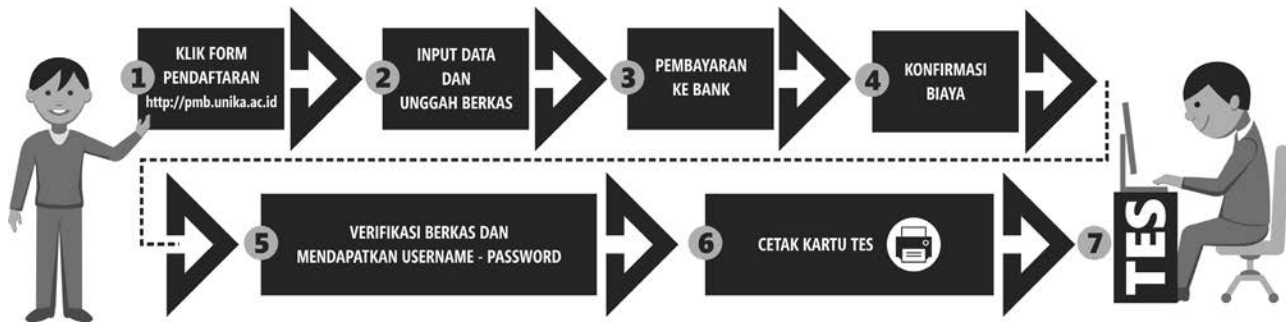 1
KLIK FORM
PENDAFTARAN
http://pmb.unika.ac.id
2
INPUT DATA
DAN
UNGGAH BERKAS
3
PEMBAYARAN
KE BANK
4
KONFIRMASI
BIAYA
5
VERIFIKASI BERKAS DAN
MENDAPATKAN USERNAME - PASSWORD
6
CETAK KARTU TES
7
TES